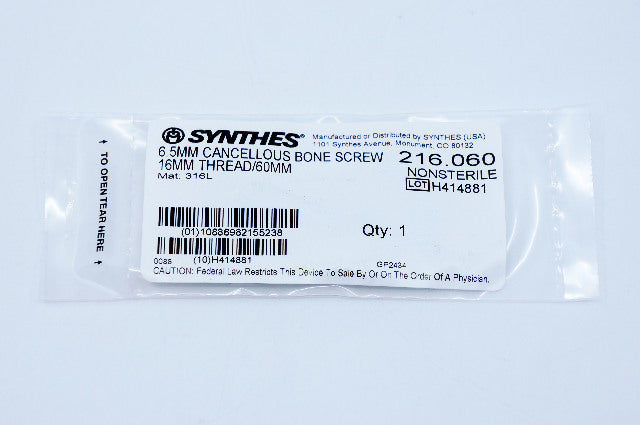 SYNTHES®
Manufactured or Distributed by SYNTHES (USA)
1101 Synthes Avenue, Monument, CO 80132
6.5MM CANCELLOUS BONE SCREW
16MM THREAD/60MM
Mat: 316L
216.060
NONSTERILE
LOT H414881
(01)10886982155238
Qty: 1
(10)H414881
0086
GP2434
CAUTION: Federal Law Restricts This Device To Sale By Or On The Order Of A Physician.
TO OPEN TEAR HERE